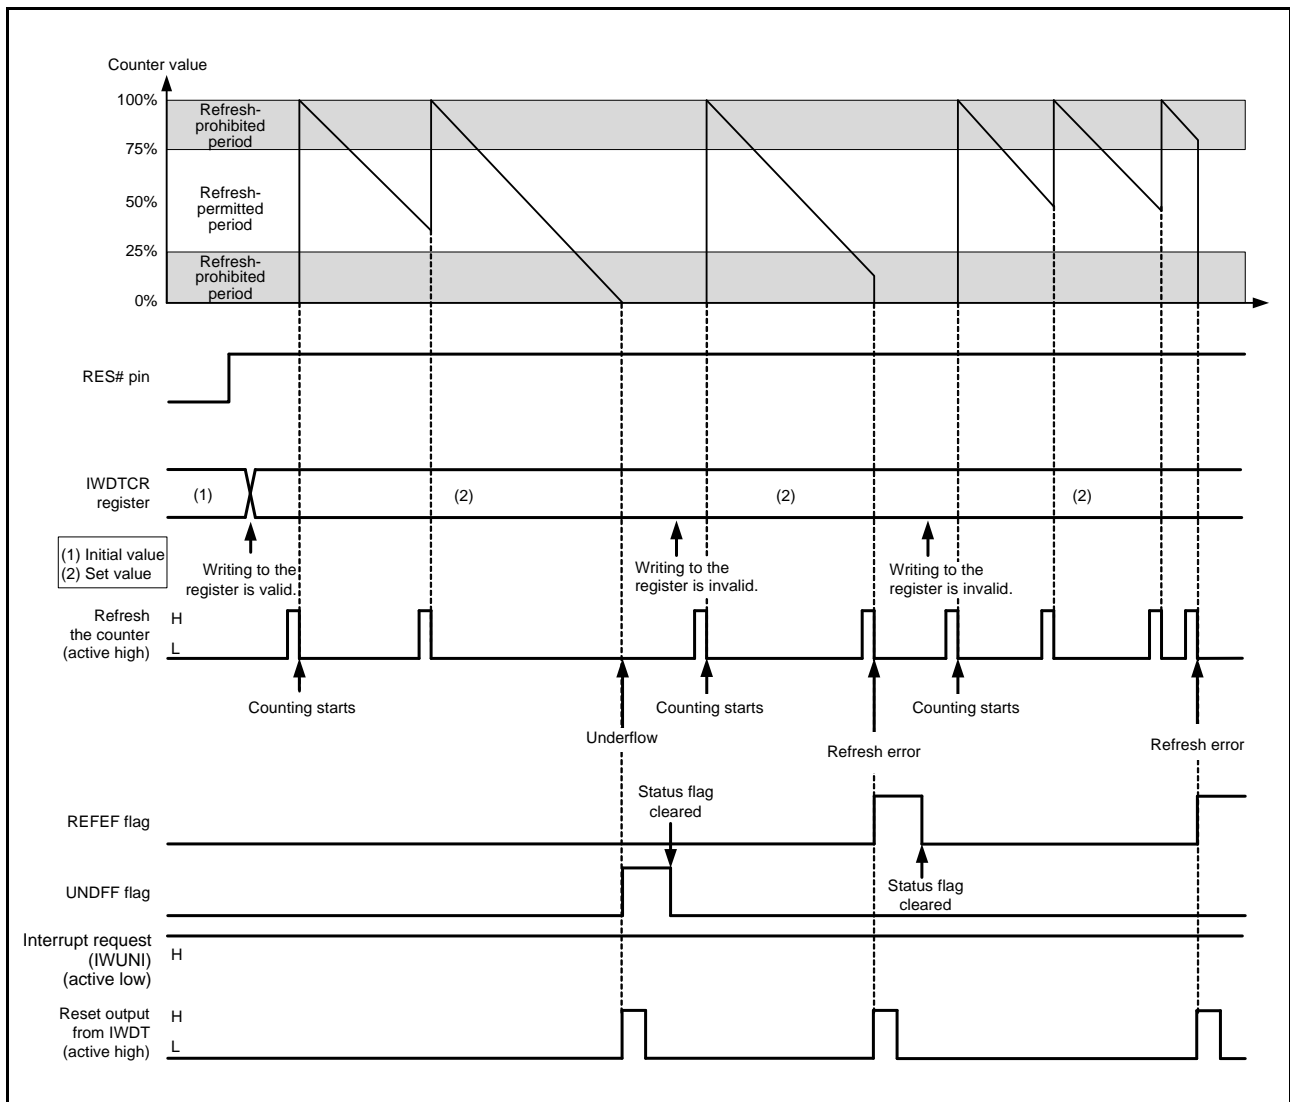 Counter value
100%
Refresh-
prohibited
period
75%
Refresh-
permitted
period
50%
25%
Refresh-
prohibited
period
0%
RES# pin
IWDTCR
register
(1)
(2)
(2)
(2)
(1) Initial value
(2) Set value
Writing to the
register is valid.
Writing to the
register is invalid.
Writing to the
register is invalid.
Refresh
the counter
(active high)
H
L
Counting starts
Counting starts
Counting starts
Underflow
Refresh error
Refresh error
Status flag
cleared
REFEF flag
Status flag
cleared
UNDFF flag
Interrupt request
(IWUNI)
(active low)
H
Reset output
from IWDT
(active high)
H
L